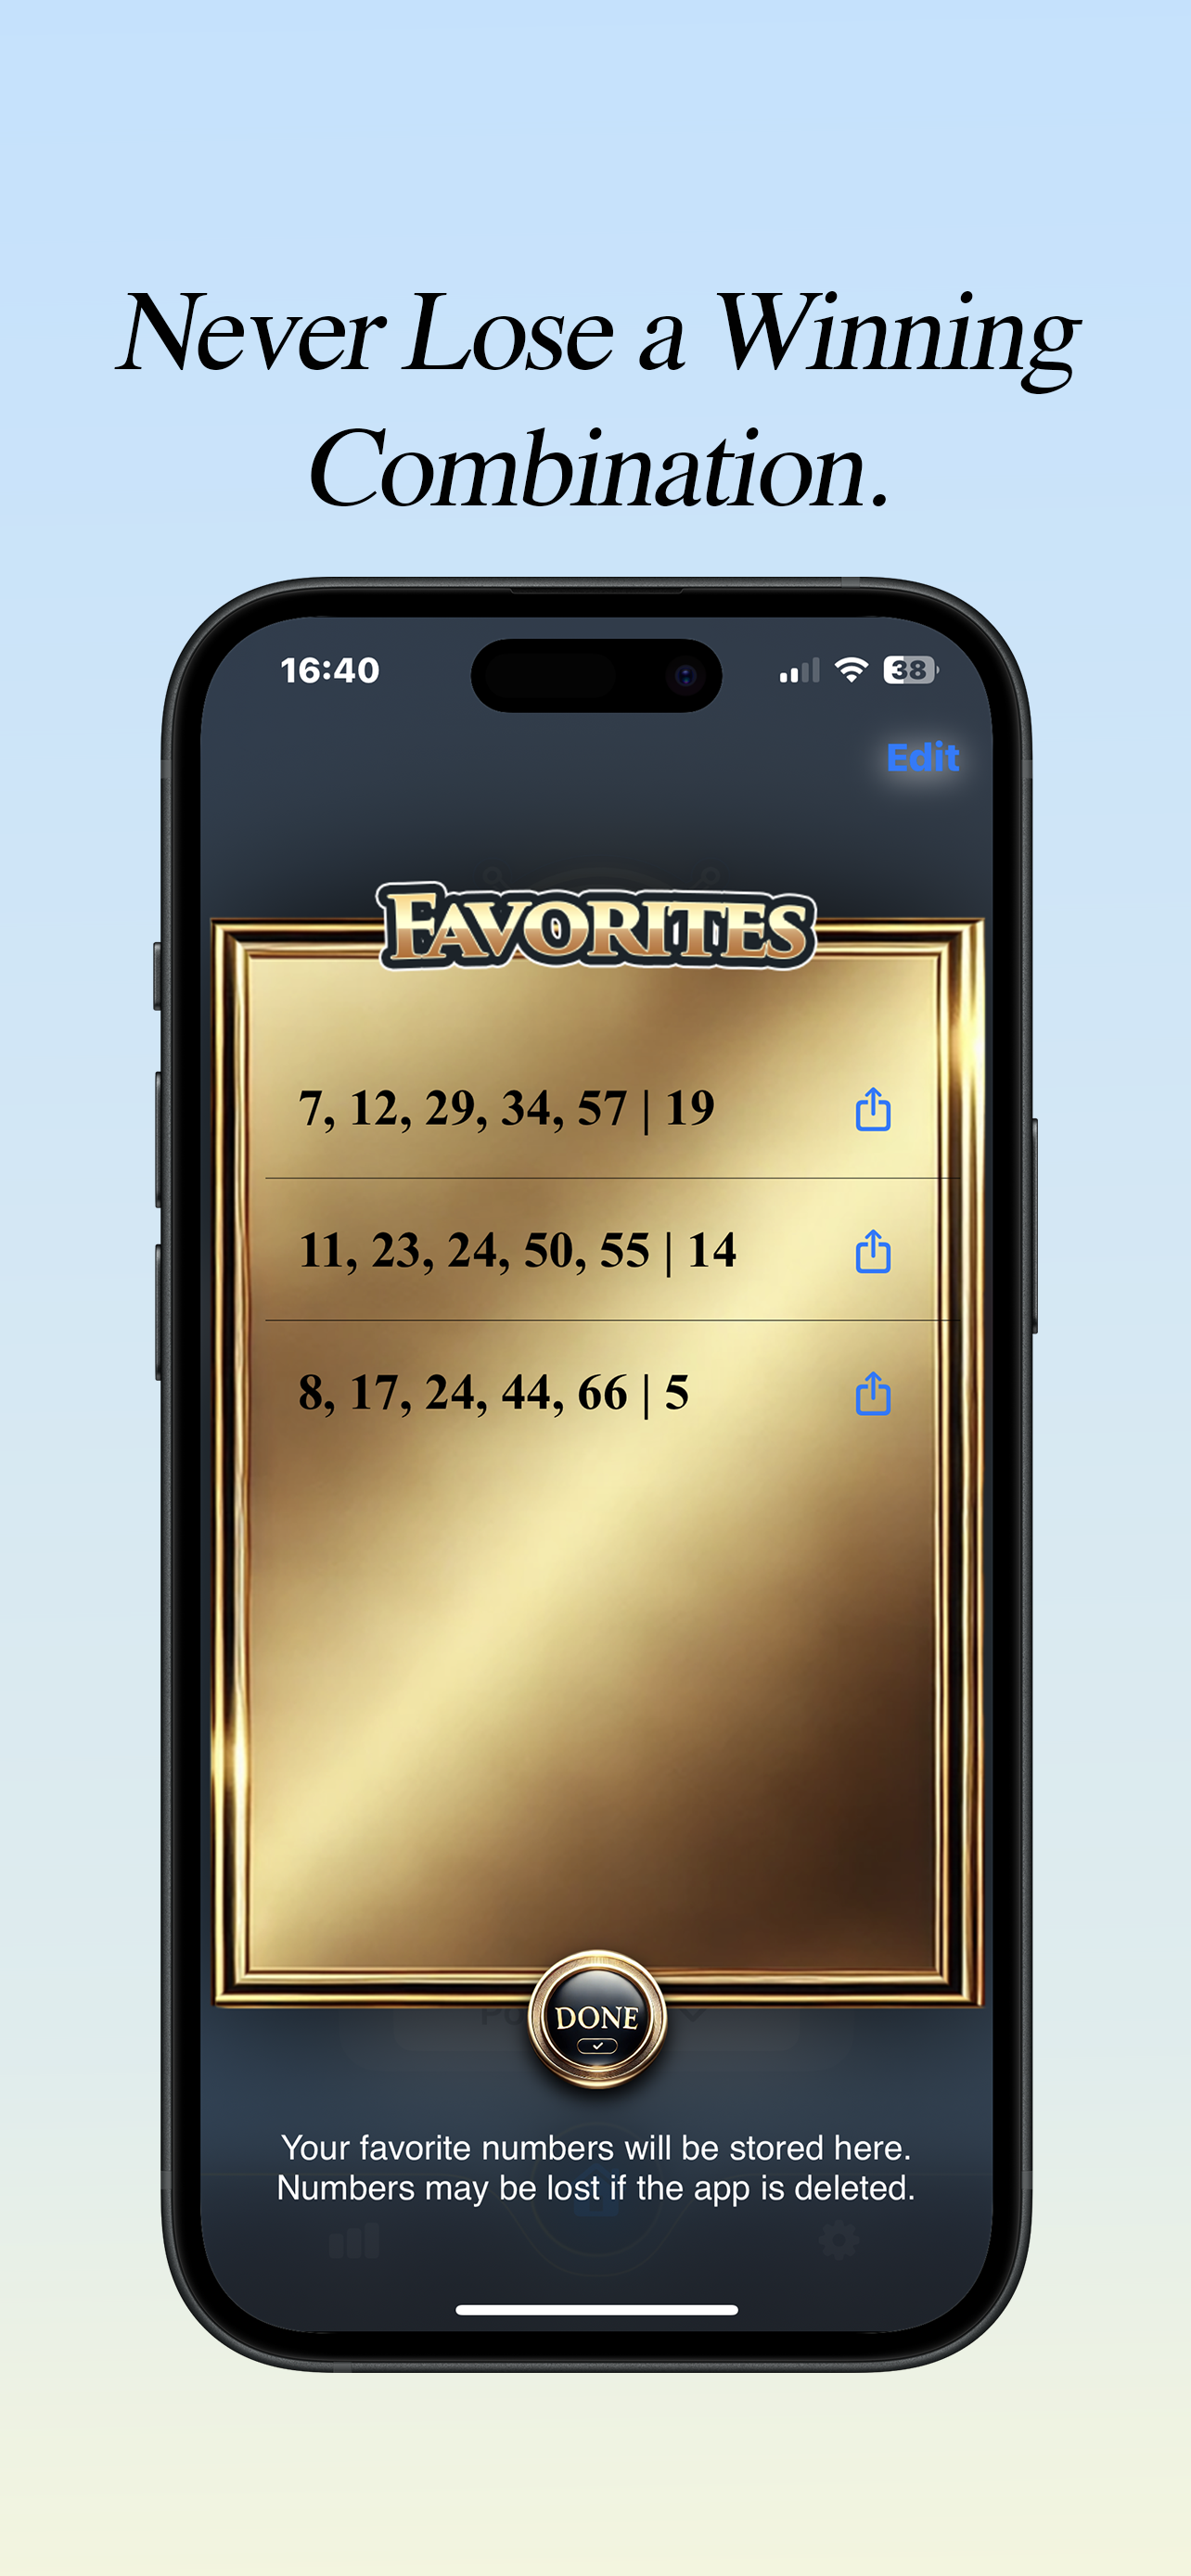 Never Lose a Winning
Combination.
16:40
38
Edit
FAVORITES
7, 12, 29, 34, 57 | 19
11, 23, 24, 50, 55 | 14
8, 17, 24, 44, 66 | 5
DONE
Your favorite numbers will be stored here.
Numbers may be lost if the app is deleted.